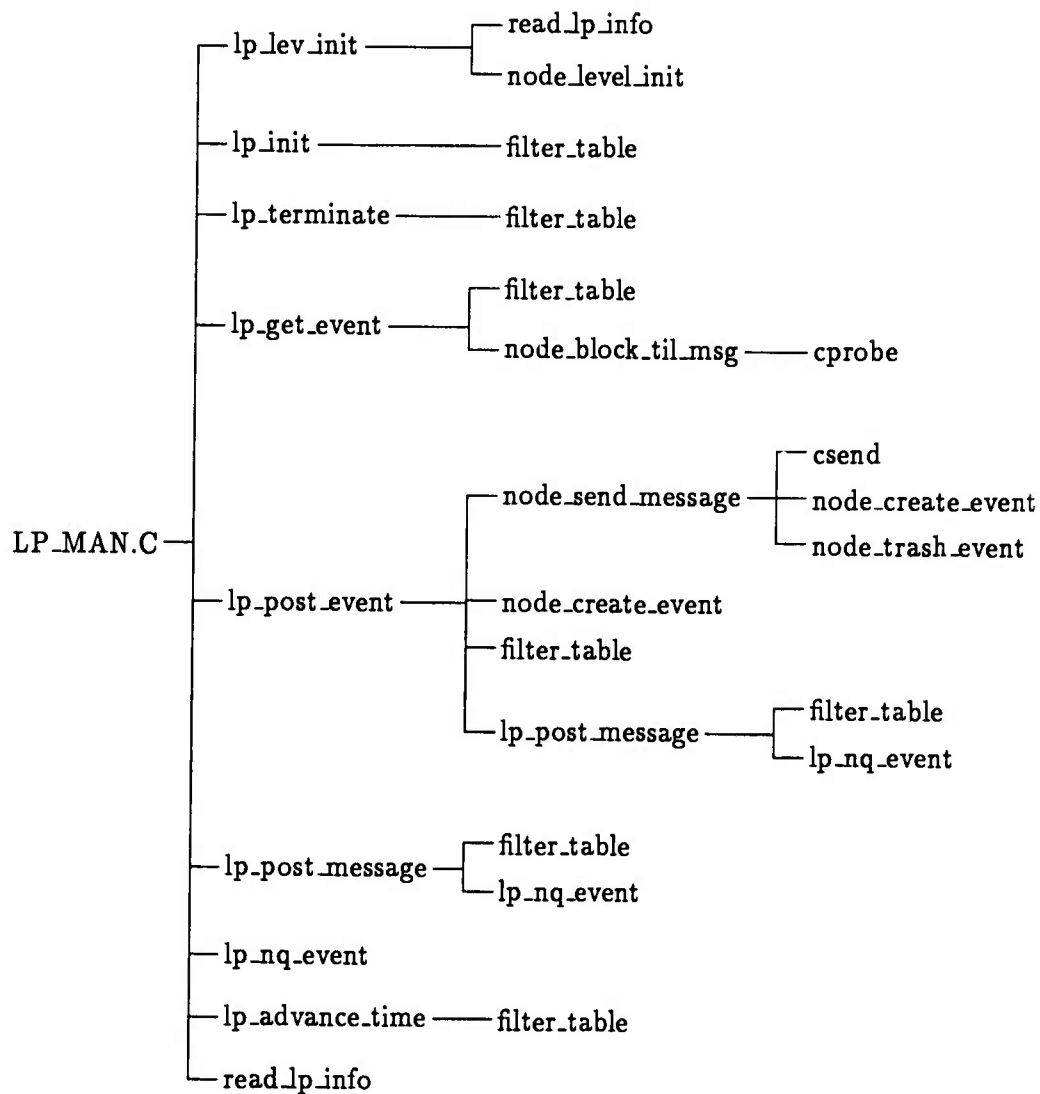 read_lp_info
lp_lev_init
node_level_init
lp_init filter_table
lp_terminate filter_table
filter_table
lp_get_event
node_block_til_msg cprobe
csend
node_send_message node_create_event
node_trash_event
LP_MAN.C
lp_post_event node_create_event
filter_table
filter_table
lp_post_message
lp_nq_event
filter_table
lp_post_message
lp_nq_event
lp_nq_event
lp_advance_time filter_table
read_lp_info